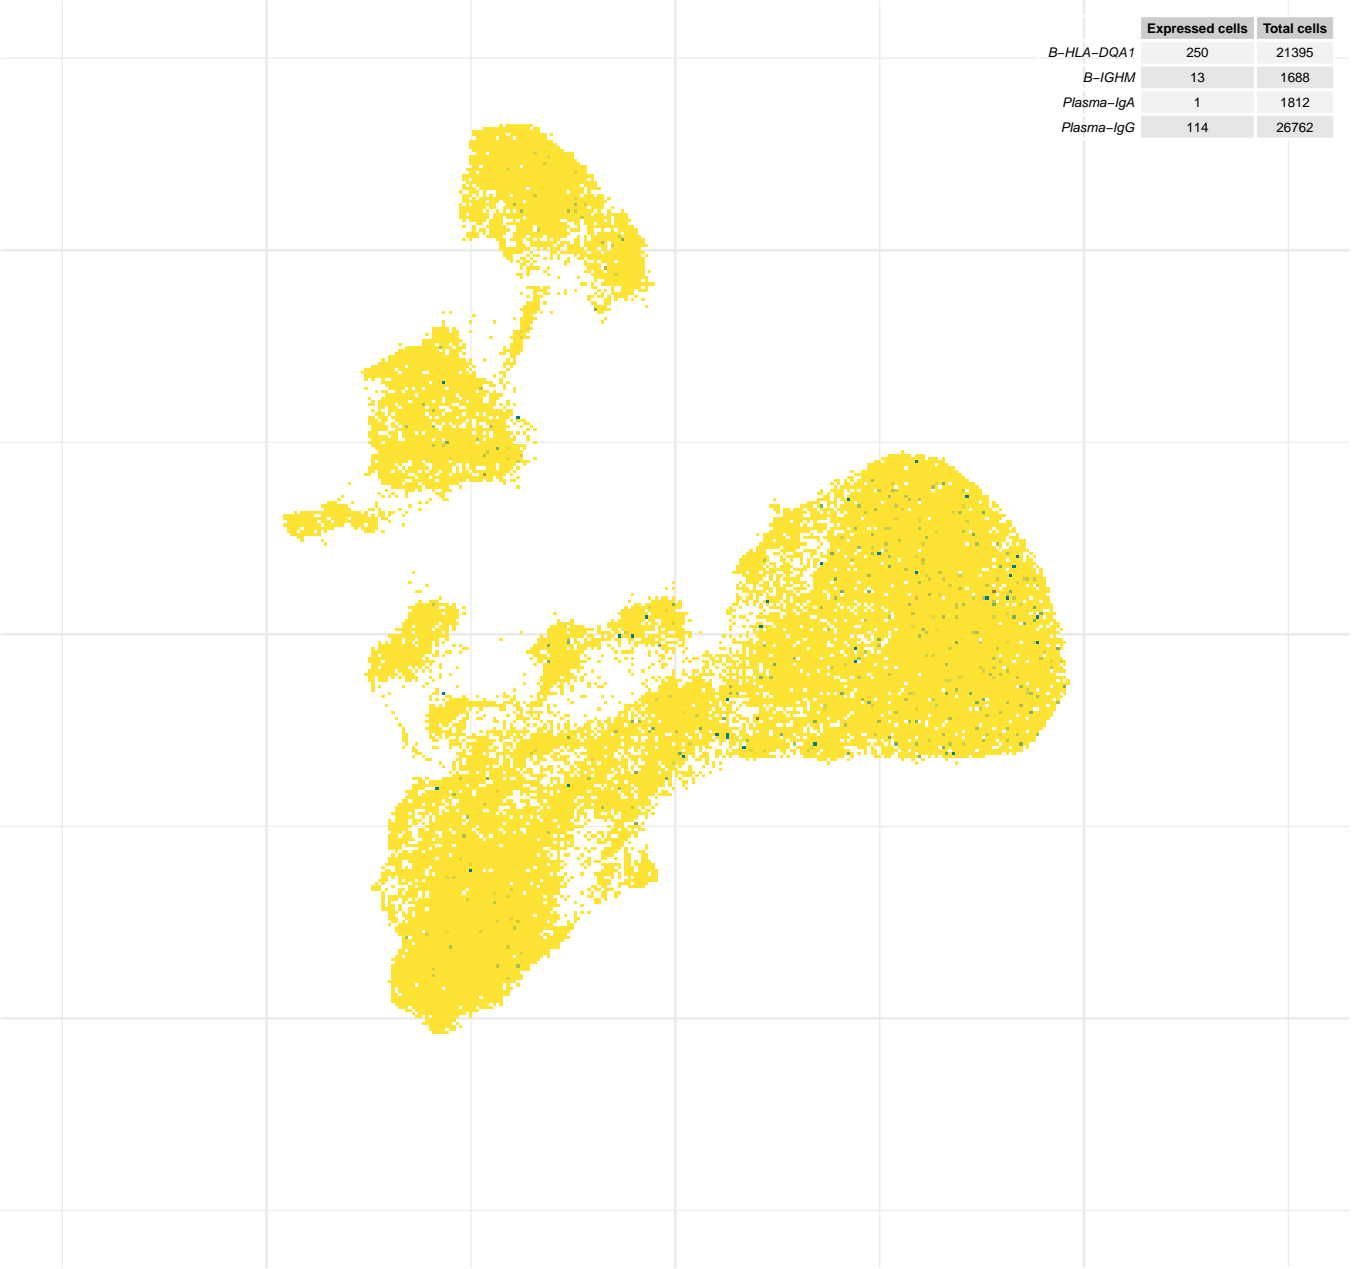 Expressed cells Total cells
B−HLA−DQA1 250 21395
B−IGHM 13 1688
Plasma−IgA 1 1812
Plasma−IgG 114 26762